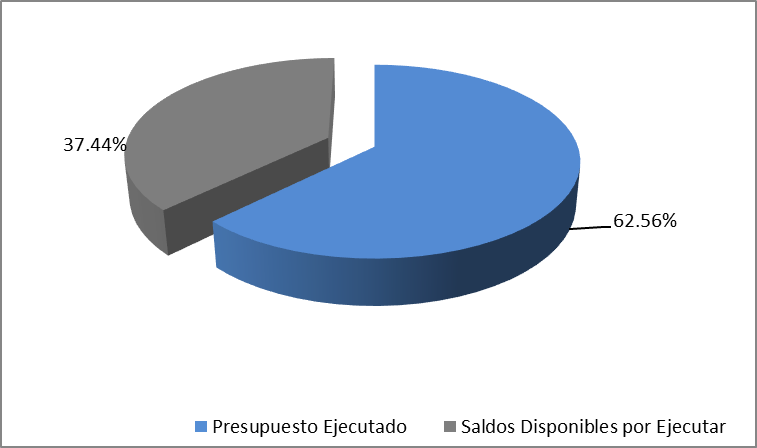 37.44%
62.56%
Presupuesto Ejecutado
Saldos Disponibles por Ejecutar